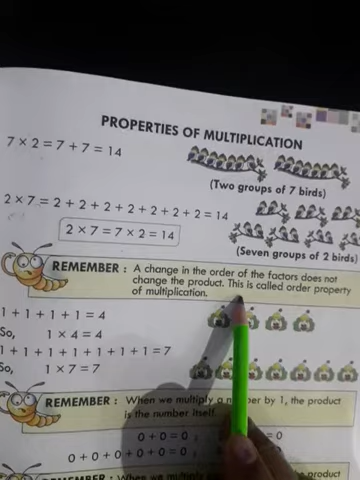 PROPERTIES OF MULTIPLICATION
7 × 2 = 7 + 7 = 14
(Two groups of 7 birds)
2 × 7 = 2 + 2 + 2 + 2 + 2 + 2 + 2 = 14
2 × 7 = 7 × 2 = 14
(Seven groups of 2 birds)
REMEMBER : A change in the order of the factors does not
change the product. This is called order property
of multiplication.
1 + 1 + 1 + 1 = 4
So, 1 × 4 = 4
1 + 1 + 1 + 1 + 1 + 1 + 1 = 7
So, 1 × 7 = 7
REMEMBER : When we multiply a by 1, the product
is the number itself.
0 + 0 = 0 ; = 0
0 + 0 + 0 + 0 + 0 = 0
REMEMBER : When we multiply the product